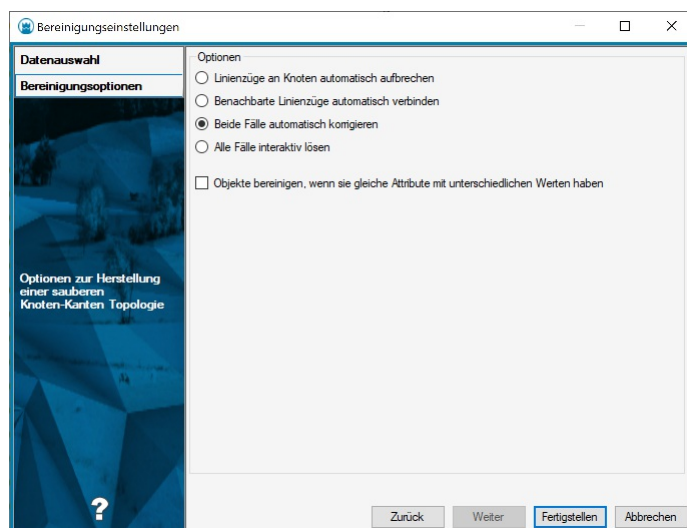 Bereinigungseinstellungen
Datenauswahl
Bereinigungsoptionen
Optionen zur Herstellung
einer sauberen
Knoten-Kanten Topologie
?
Optionen
Linienzüge an Knoten automatisch aufbrechen
Benachbarte Linienzüge automatisch verbinden
Beide Fälle automatisch korrigieren
Alle Fälle interaktiv lösen
Objekte bereinigen, wenn sie gleiche Attribute mit unterschiedlichen Werten haben
Zurück
Weiter
Fertigstellen
Abbrechen